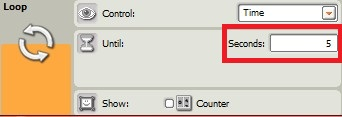 Loop
Control: Time
Until: Seconds: 5
Show: Counter